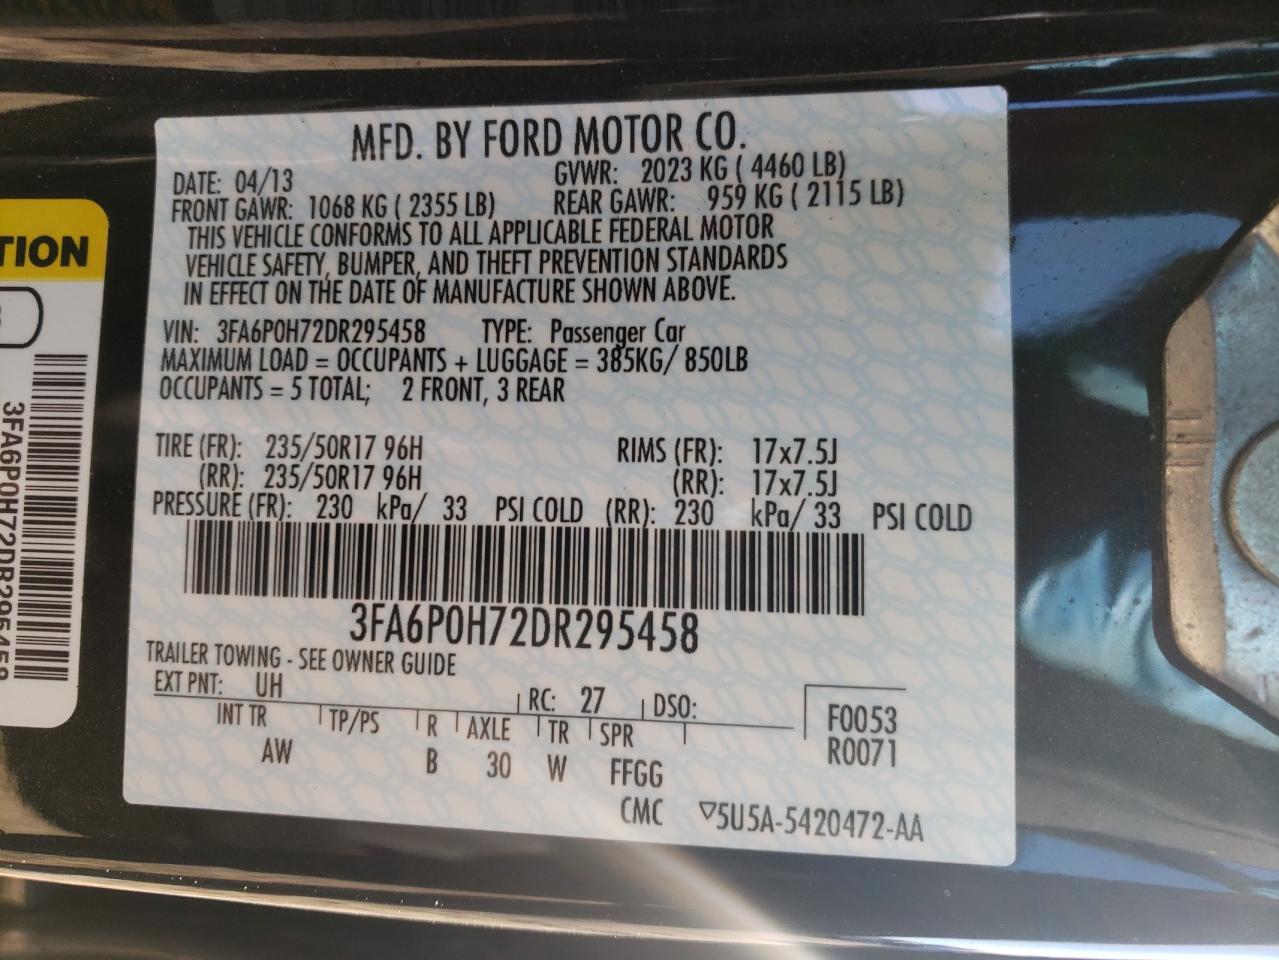 MFD. BY FORD MOTOR CO.
DATE: 04/13 GVWR: 2023 KG ( 4460 LB)
FRONT GAWR: 1068 KG ( 2355 LB) REAR GAWR: 959 KG ( 2115 LB)
THIS VEHICLE CONFORMS TO ALL APPLICABLE FEDERAL MOTOR
VEHICLE SAFETY, BUMPER, AND THEFT PREVENTION STANDARDS
IN EFFECT ON THE DATE OF MANUFACTURE SHOWN ABOVE.
VIN: 3FA6P0H72DR295458 TYPE: Passenger Car
MAXIMUM LOAD = OCCUPANTS + LUGGAGE = 385KG/ 850LB
OCCUPANTS = 5 TOTAL; 2 FRONT, 3 REAR
TIRE (FR): 235/50R17 96H RIMS (FR): 17x7.5J
(RR): 235/50R17 96H (RR): 17x7.5J
PRESSURE (FR): 230 kPa/ 33 PSI COLD (RR): 230 kPa/ 33 PSI COLD
3FA6P0H72DR295458
TRAILER TOWING - SEE OWNER GUIDE
EXT PNT: UH RC: 27 DSO:
INT TR TP/PS R AXLE TR SPR
AW B 30 W FFGG
F0053
R0071
CMC ▽5U5A-5420472-AA
TION
3FA6P0H72DR295458